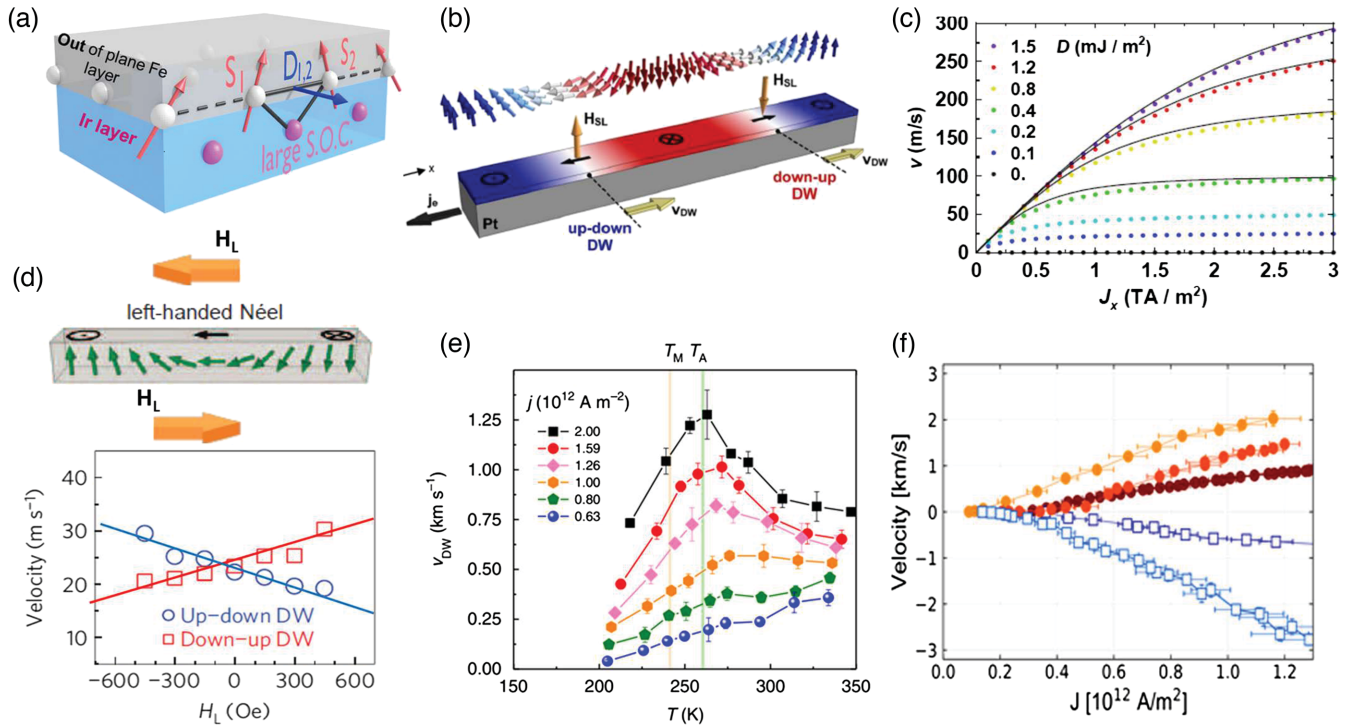 (a)
Out of plane Fe
layer
S1
D1,2
S2
Ir layer
large S.O.C.
(b)
HSL
HSL
x
je
Pt
vDW
vDW
up-down
DW
down-up
DW
(c)
300
250
200
150
100
50
0
v (m/s)
D (mJ / m²)
1.5
1.2
0.8
0.4
0.2
0.1
0.
0.0
0.5
1.0
1.5
2.0
2.5
3.0
Jx (TA / m²)
(d)
HL
left-handed Néel
HL
40
30
20
10
Velocity (m s⁻¹)
Up-down DW
Down-up DW
−600
−300
0
300
600
HL (Oe)
(e)
TM TA
j (10¹² A m⁻²)
2.00
1.59
1.26
1.00
0.80
0.63
1.25
1.00
0.75
0.50
0.25
0.00
vDW (km s⁻¹)
150
200
250
300
350
T (K)
(f)
3
2
1
0
-1
-2
-3
Velocity [km/s]
0.0
0.2
0.4
0.6
0.8
1.0
1.2
J [10¹² A/m²]